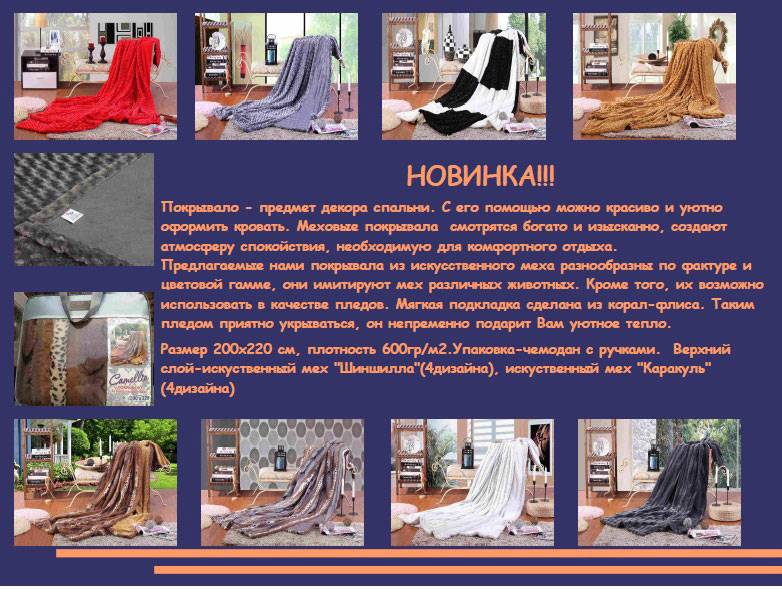 НОВИНКА!!!
Покрывало - предмет декора спальни. С его помощью можно красиво и уютно
оформить кровать. Меховые покрывала смотрятся богато и изысканно, создают
атмосферу спокойствия, необходимую для комфортного отдыха.
Предлагаемые нами покрывала из искусственного меха разнообразны по фактуре и
цветовой гамме, они имитируют мех различных животных. Кроме того, их возможно
использовать в качестве пледов. Мягкая подкладка сделана из корал-флиса. Таким
пледом приятно укрываться, он непременно подарит Вам уютное тепло.
Размер 200х220 см, плотность 600гр/м2.Упаковка-чемодан с ручками. Верхний
слой-искуственный мех "Шиншилла"(4дизайна), искуственный мех "Каракуль"
(4дизайна)
Camellia
200x220